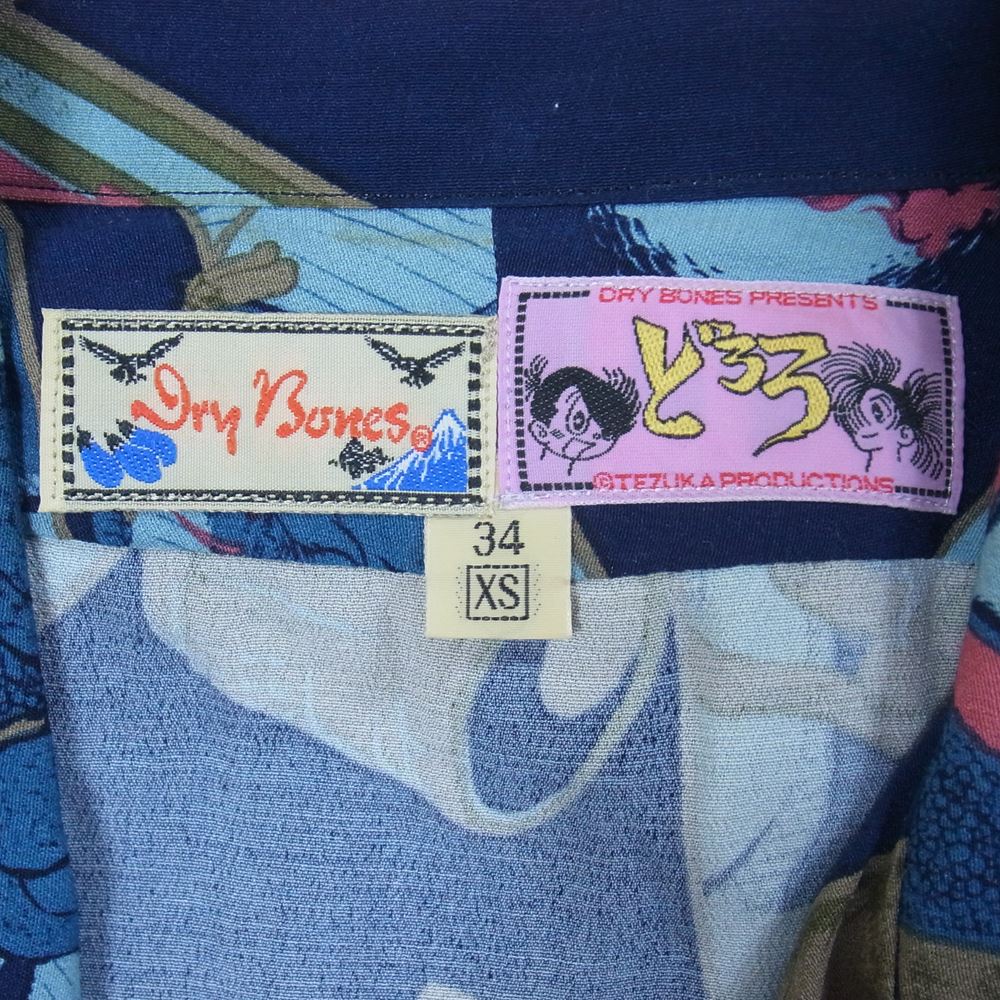 Dry Bones®
DRY BONES PRESENTS
どろろ
©TEZUKA PRODUCTIONS
34
XS